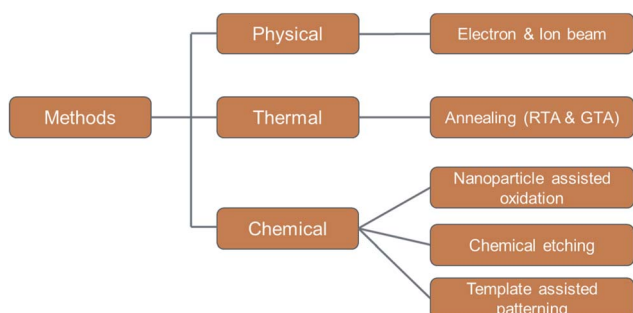 Physical
Electron & Ion beam
Methods
Thermal
Annealing (RTA & GTA)
Nanoparticle assisted
oxidation
Chemical
Chemical etching
Template assisted
patterning